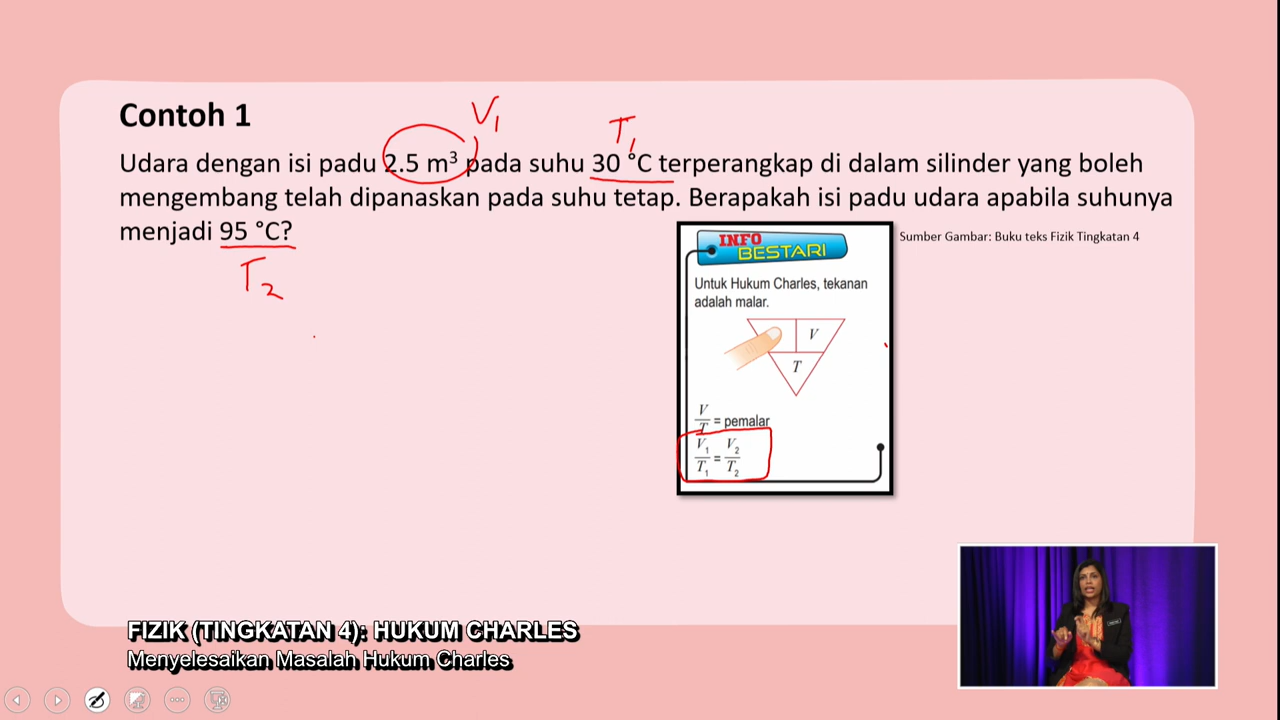 Contoh 1
V1
T1
Udara dengan isi padu 2.5 m³ pada suhu 30 °C terperangkap di dalam silinder yang boleh
mengembang telah dipanaskan pada suhu tetap. Berapakah isi padu udara apabila suhunya
menjadi 95 °C?
T2
INFO
BESTARI
Sumber Gambar: Buku teks Fizik Tingkatan 4
Untuk Hukum Charles, tekanan
adalah malar.
V
T
V/T = pemalar
V₁/T₁ = V₂/T₂
FIZIK (TINGKATAN 4): HUKUM CHARLES
Menyelesaikan Masalah Hukum Charles